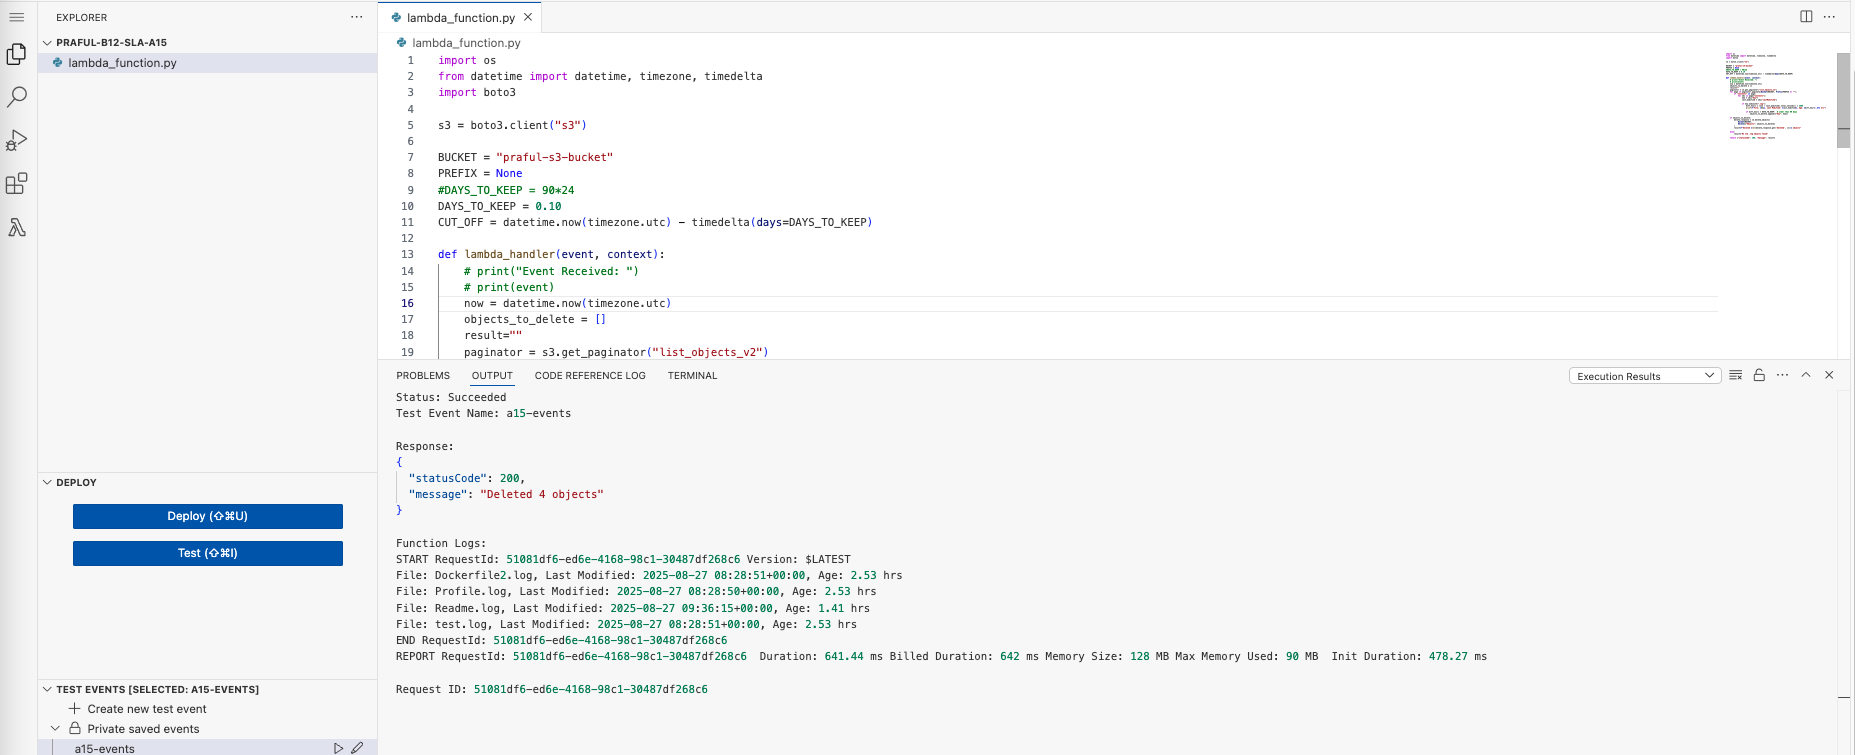 EXPLORER
PRAFUL-B12-SLA-A15
lambda_function.py
DEPLOY
Deploy (⇧⌘U)
Test (⇧⌘I)
TEST EVENTS [SELECTED: A15-EVENTS]
Create new test event
Private saved events
a15-events
lambda_function.py
lambda_function.py
1 import os
2 from datetime import datetime, timezone, timedelta
3 import boto3
4
5 s3 = boto3.client("s3")
6
7 BUCKET = "praful-s3-bucket"
8 PREFIX = None
9 #DAYS_TO_KEEP = 90*24
10 DAYS_TO_KEEP = 0.10
11 CUT_OFF = datetime.now(timezone.utc) - timedelta(days=DAYS_TO_KEEP)
12
13 def lambda_handler(event, context):
14 # print("Event Received: ")
15 # print(event)
16 now = datetime.now(timezone.utc)
17 objects_to_delete = []
18 result=""
19 paginator = s3.get_paginator("list_objects_v2")
PROBLEMS OUTPUT CODE REFERENCE LOG TERMINAL Execution Results
Status: Succeeded
Test Event Name: a15-events
Response:
{
"statusCode": 200,
"message": "Deleted 4 objects"
}
Function Logs:
START RequestId: 51081df6-ed6e-4168-98c1-30487df268c6 Version: $LATEST
File: Dockerfile2.log, Last Modified: 2025-08-27 08:28:51+00:00, Age: 2.53 hrs
File: Profile.log, Last Modified: 2025-08-27 08:28:50+00:00, Age: 2.53 hrs
File: Readme.log, Last Modified: 2025-08-27 09:36:15+00:00, Age: 1.41 hrs
File: test.log, Last Modified: 2025-08-27 08:28:51+00:00, Age: 2.53 hrs
END RequestId: 51081df6-ed6e-4168-98c1-30487df268c6
REPORT RequestId: 51081df6-ed6e-4168-98c1-30487df268c6 Duration: 641.44 ms Billed Duration: 642 ms Memory Size: 128 MB Max Memory Used: 90 MB Init Duration: 478.27 ms
Request ID: 51081df6-ed6e-4168-98c1-30487df268c6